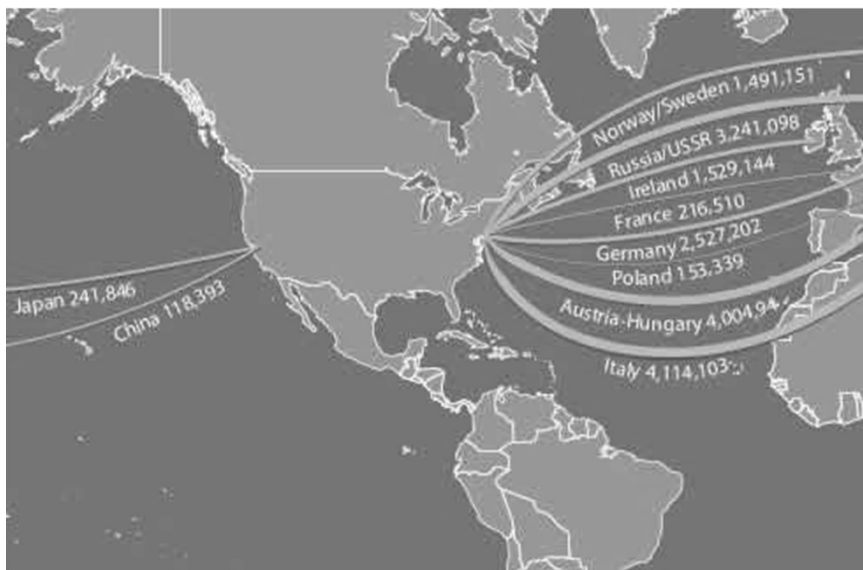 Norway/Sweden 1,491,151
Russia/USSR 3,241,098
Ireland 1,529,144
France 216,510
Germany 2,527,202
Poland 153,339
Austria-Hungary
Italy 4,114,103
Japan 241,846
China 118,393